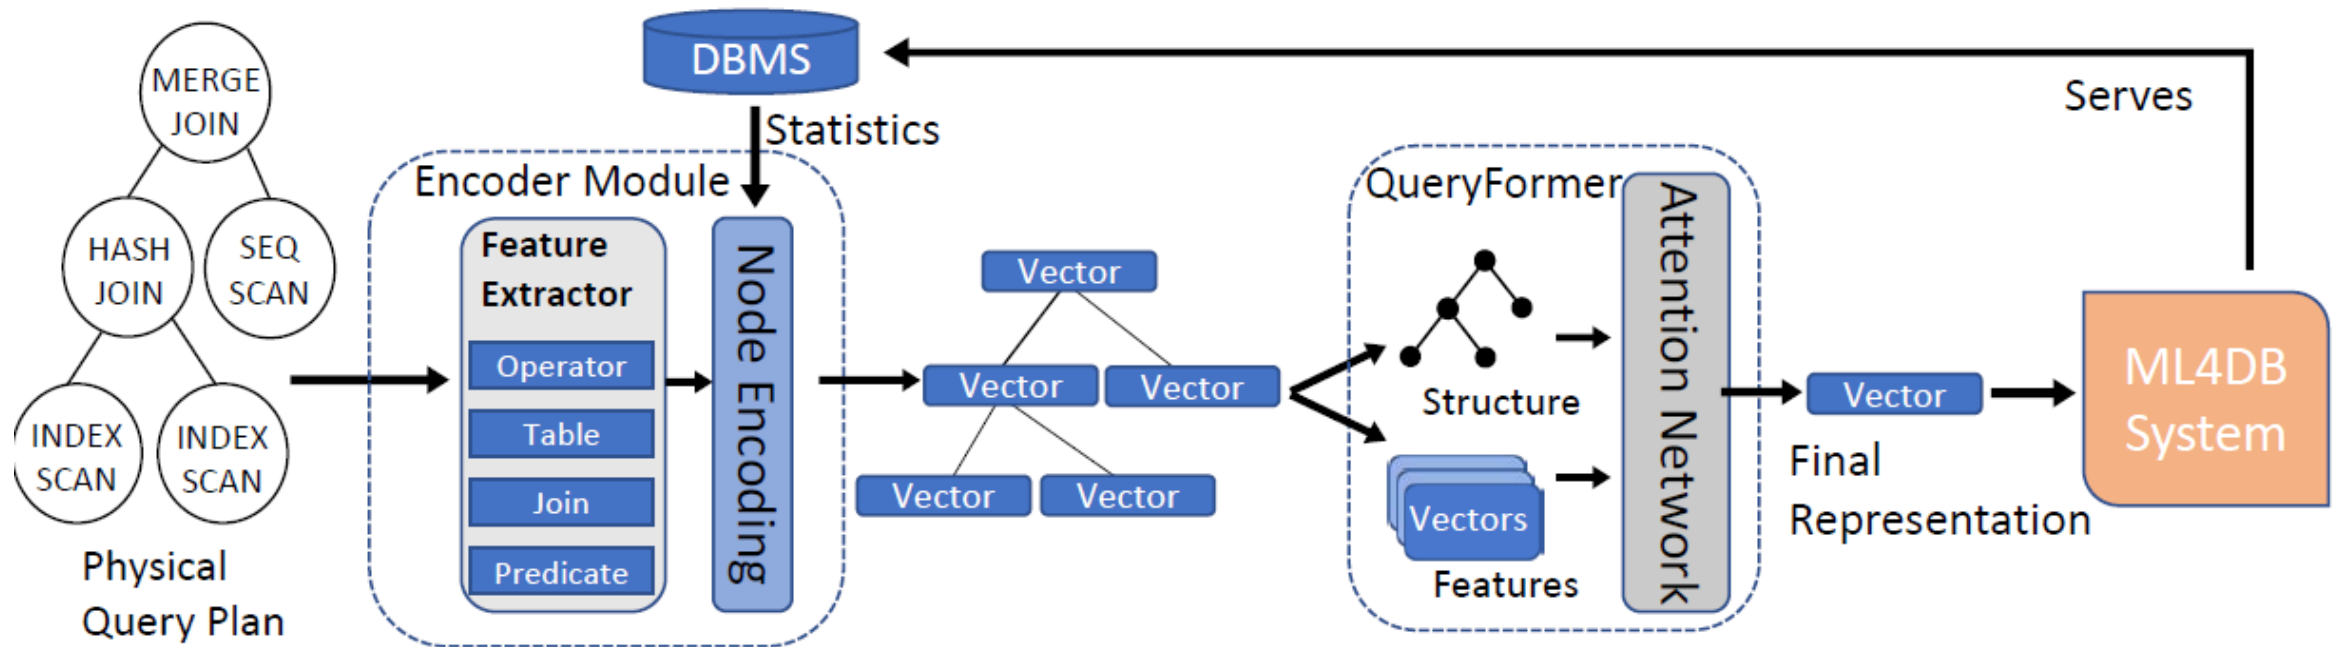 MERGE
JOIN
HASH
JOIN
SEQ
SCAN
INDEX
SCAN
INDEX
SCAN
Physical
Query Plan
DBMS
Statistics
Encoder Module
Feature
Extractor
Operator
Table
Join
Predicate
Node Encoding
Vector
Vector
Vector
Vector
Vector
QueryFormer
Structure
Vectors
Features
Attention Network
Vector
Final
Representation
ML4DB
System
Serves